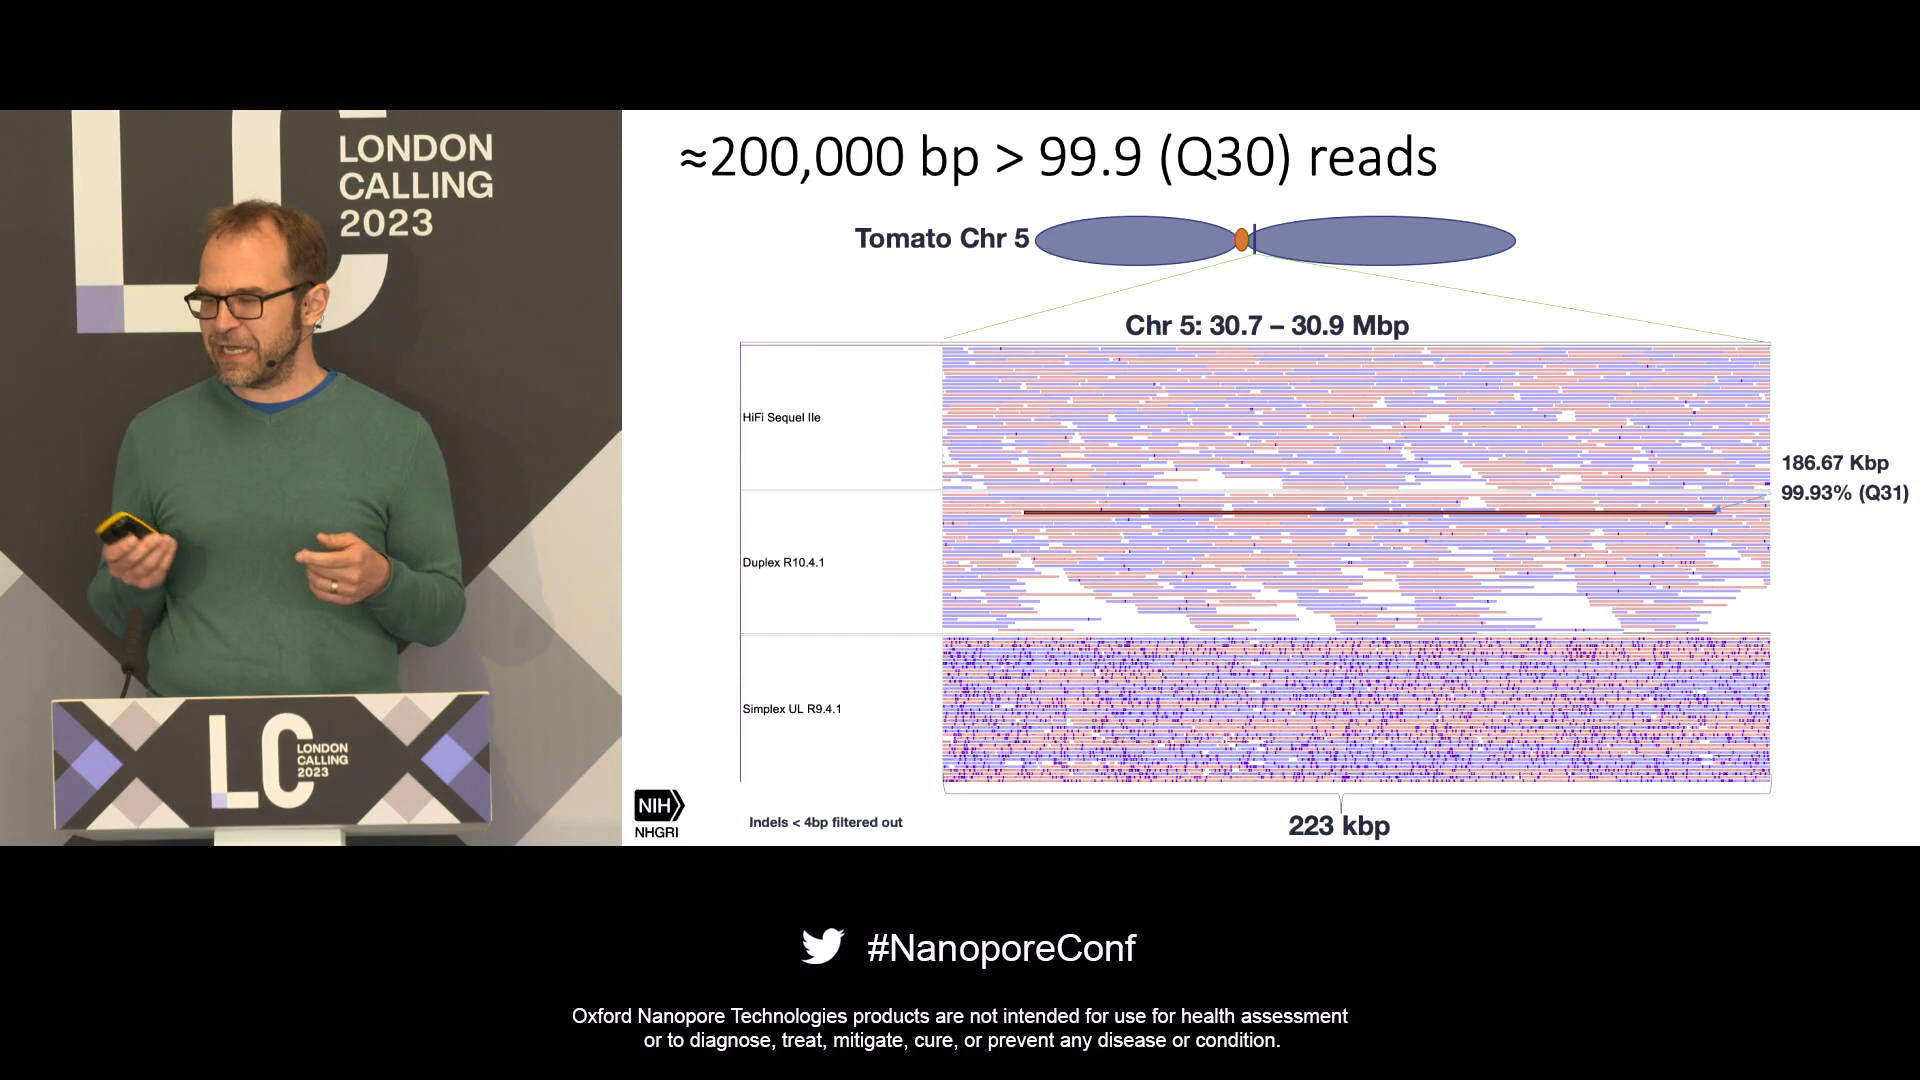 LONDON
CALLING
2023
LC
LONDON
CALLING
2023
≈200,000 bp > 99.9 (Q30) reads
Tomato Chr 5
Chr 5: 30.7 – 30.9 Mbp
HiFi Sequel IIe
186.67 Kbp
99.93% (Q31)
Duplex R10.4.1
Simplex UL R9.4.1
NIH
NHGRI
Indels < 4bp filtered out
223 kbp
#NanoporeConf
Oxford Nanopore Technologies products are not intended for use for health assessment
or to diagnose, treat, mitigate, cure, or prevent any disease or condition.